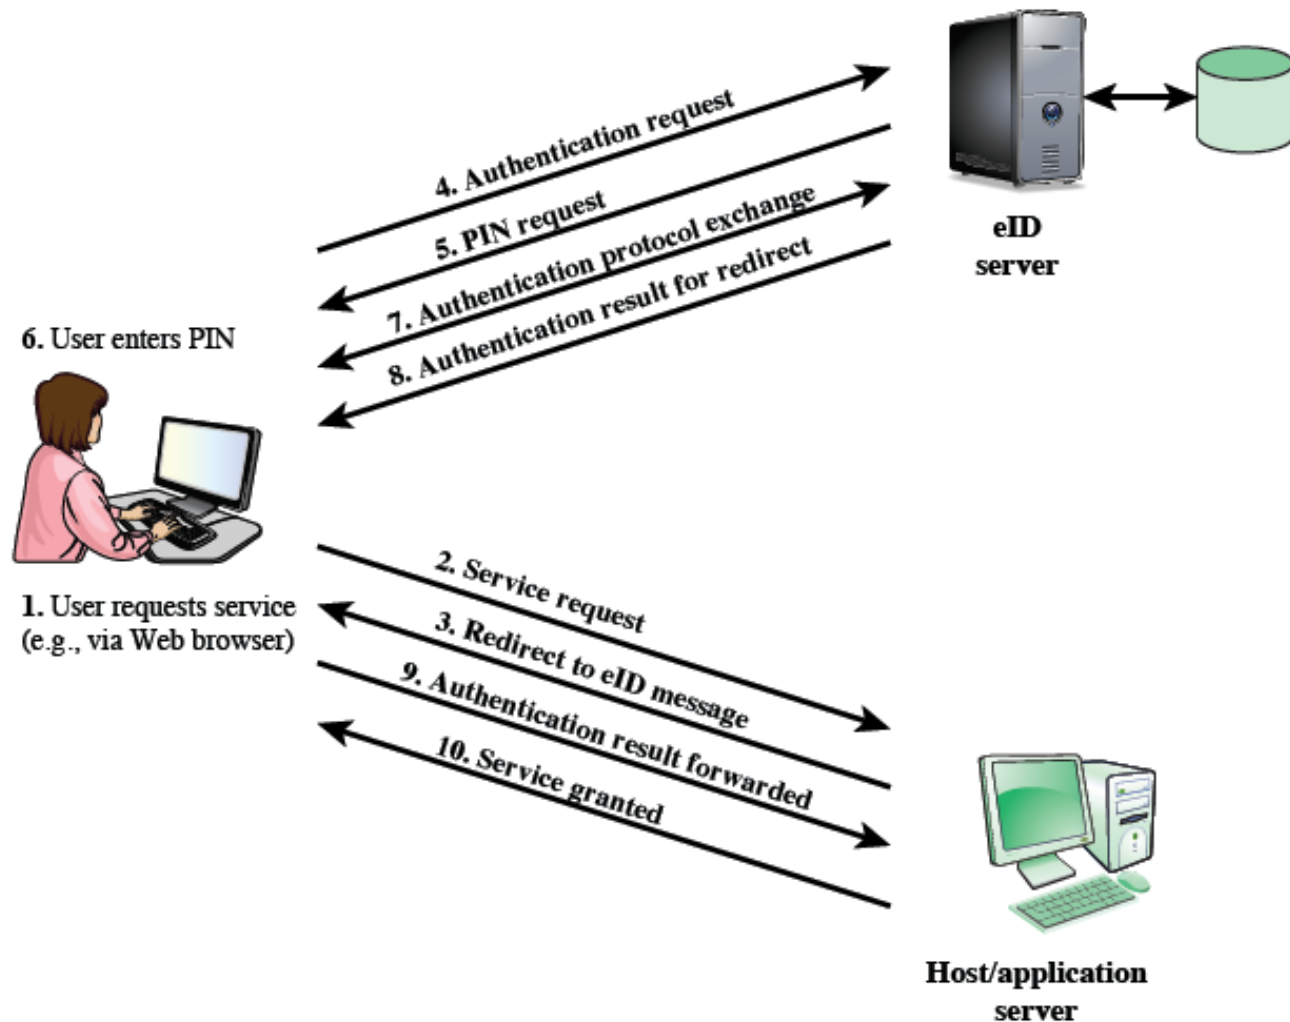 4. Authentication request
5. PIN request
7. Authentication protocol exchange
8. Authentication result for redirect
eID
server
6. User enters PIN
1. User requests service
(e.g., via Web browser)
2. Service request
3. Redirect to eID message
9. Authentication result forwarded
10. Service granted
Host/application
server